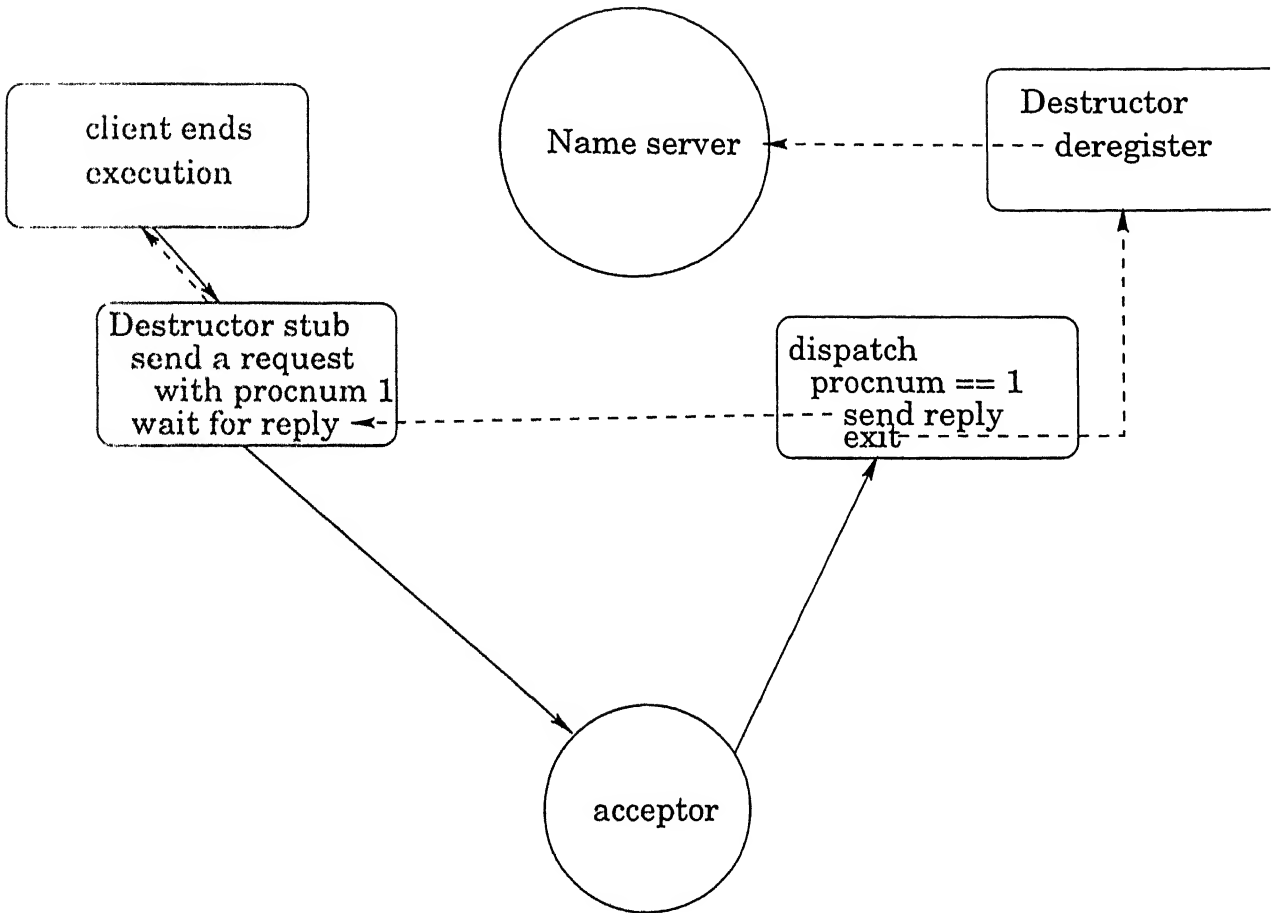 client ends
execution
Name server
Destructor
deregister
Destructor stub
send a request
with procnum 1
wait for reply
dispatch
procnum == 1
send reply
exit
acceptor